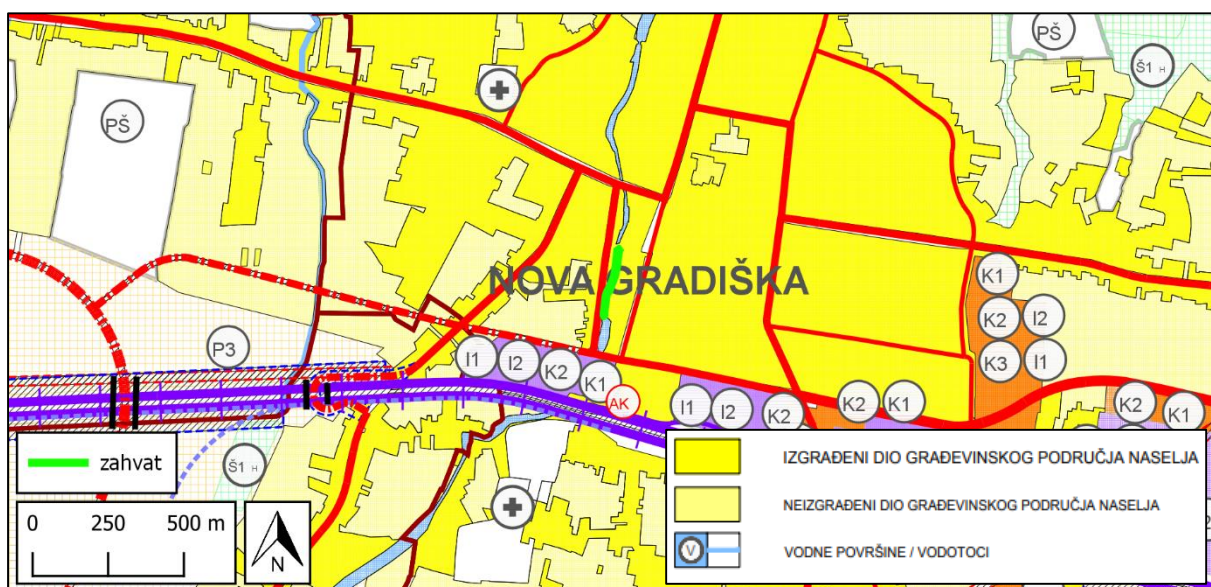 PŠ
Š1 H
PŠ
NOVA GRADIŠKA
K1
K2
I2
K3
I1
P3
I1
I2
K2
K1
AK
I1
I2
K2
K2
K1
K2
K1
zahvat
Š1 H
0 250 500 m
N
IZGRAĐENI DIO GRAĐEVINSKOG PODRUČJA NASELJA
NEIZGRAĐENI DIO GRAĐEVINSKOG PODRUČJA NASELJA
V
VODNE POVRŠINE / VODOTOCI